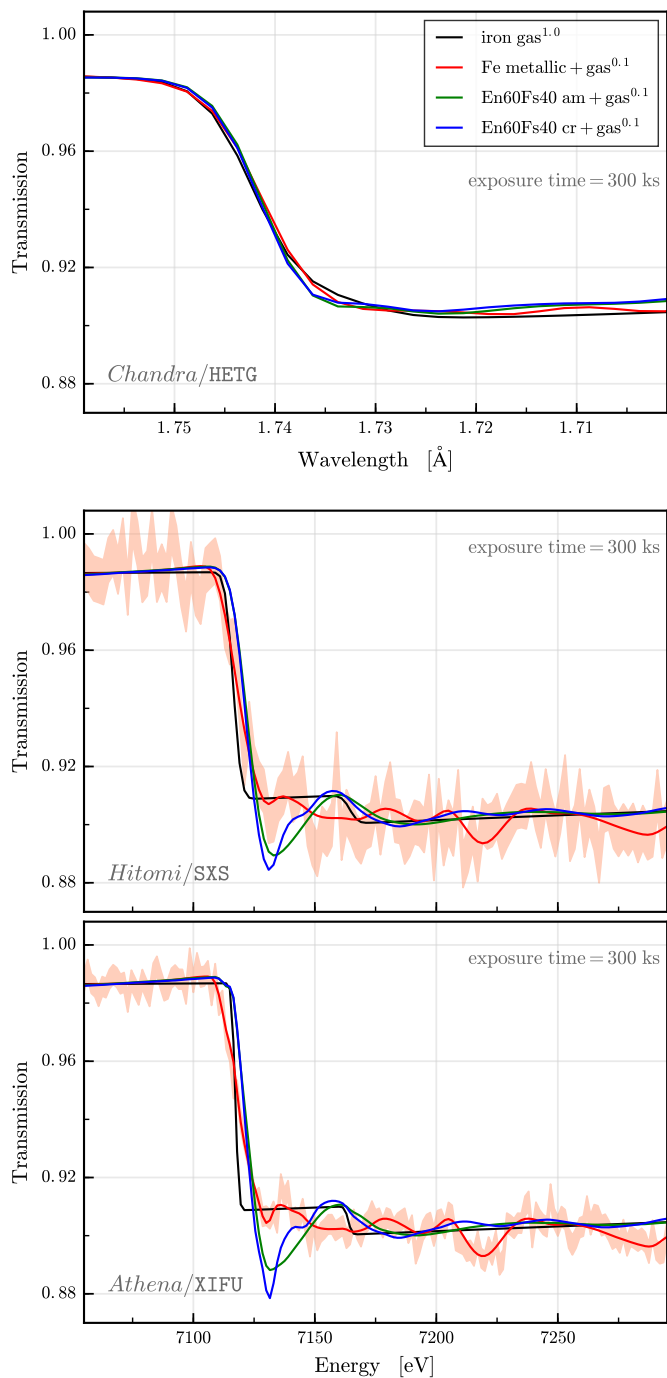 1.00
0.96
0.92
0.88
Transmission
iron gas^1.0
Fe metallic + gas^0.1
En60Fs40 am + gas^0.1
En60Fs40 cr + gas^0.1
exposure time = 300 ks
Chandra/HETG
1.75 1.74 1.73 1.72 1.71
Wavelength [Å]
1.00
0.96
0.92
0.88
Transmission
exposure time = 300 ks
Hitomi/SXS
1.00
0.96
0.92
0.88
Transmission
exposure time = 300 ks
Athena/XIFU
7100 7150 7200 7250
Energy [eV]